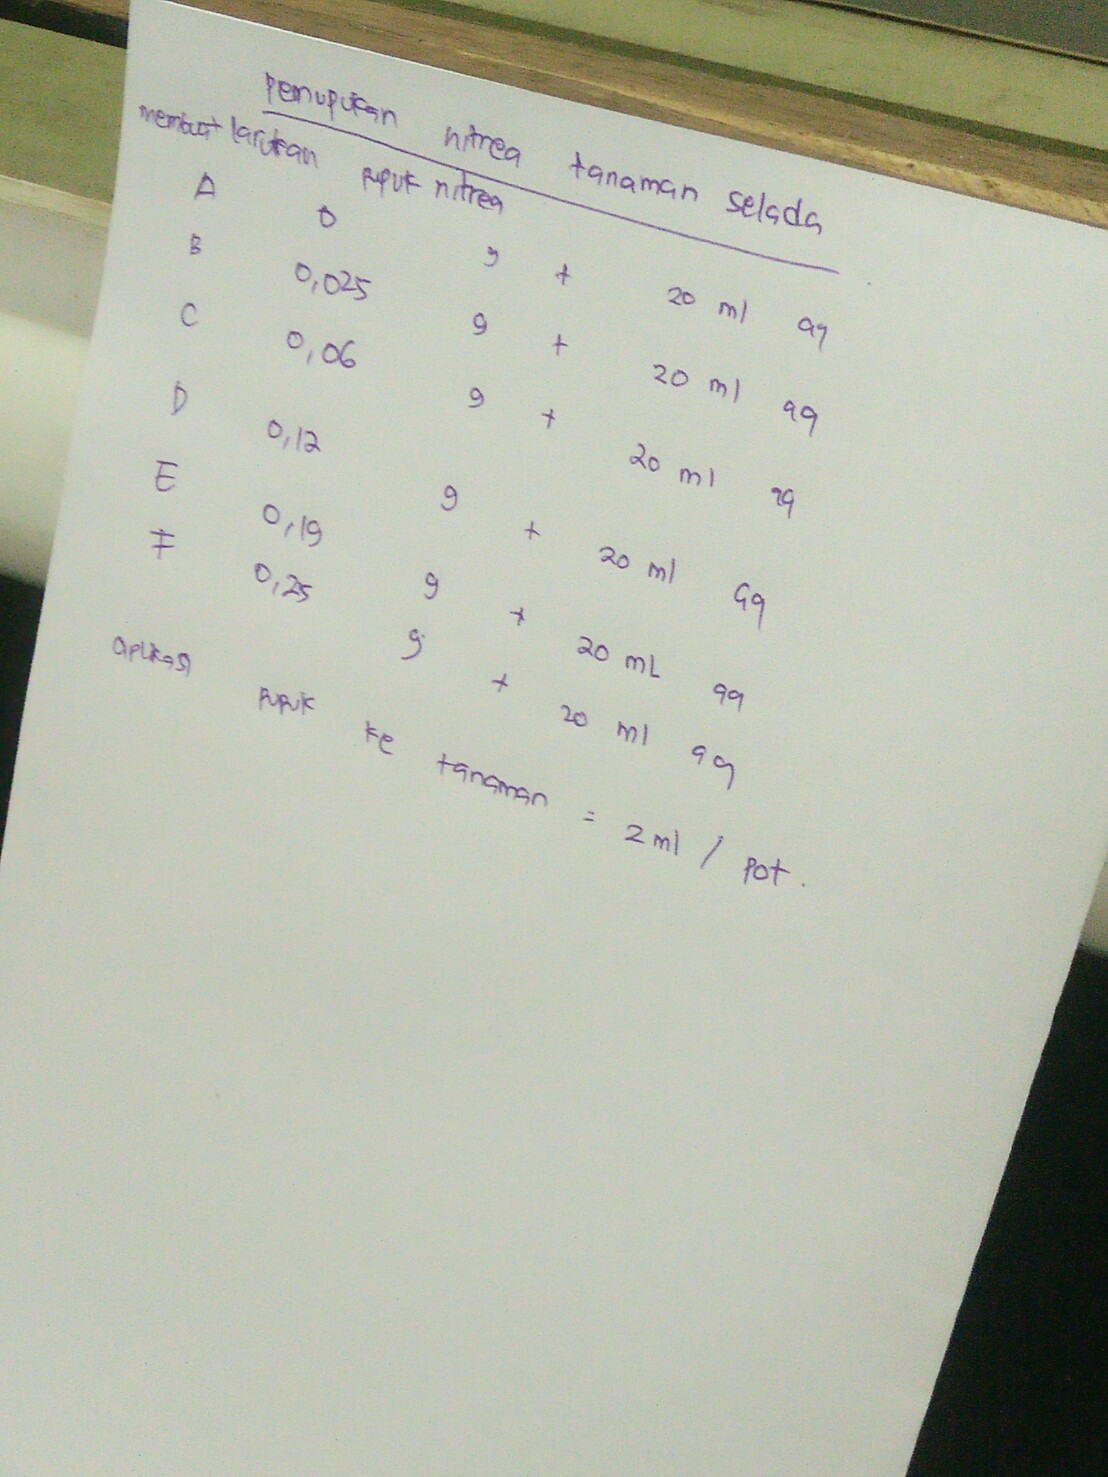 Pemupukan nitrea tanaman selada
membuat larutan pupuk nitrea
A 0 g + 20 ml aq
B 0,025 g + 20 ml aq
C 0,06 g + 20 ml aq
D 0,12 g + 20 ml aq
E 0,19 g + 20 mL aq
F 0,25 g + 20 ml aq
aplikasi pupuk ke tanaman = 2 ml / pot.